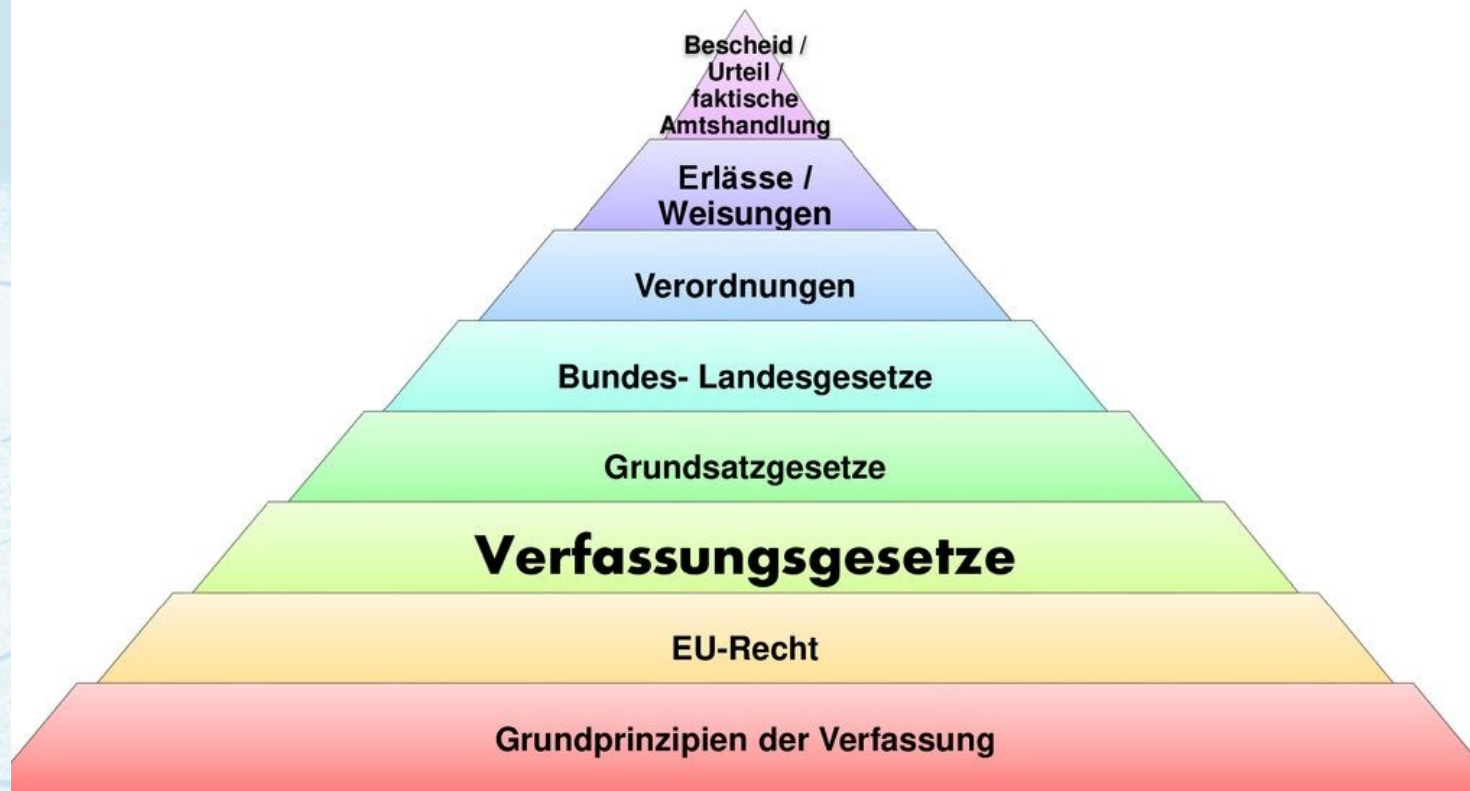 Bescheid /
Urteil /
faktische
Amtshandlung
Erlässe /
Weisungen
Verordnungen
Bundes- Landesgesetze
Grundsatzgesetze
Verfassungsgesetze
EU-Recht
Grundprinzipien der Verfassung